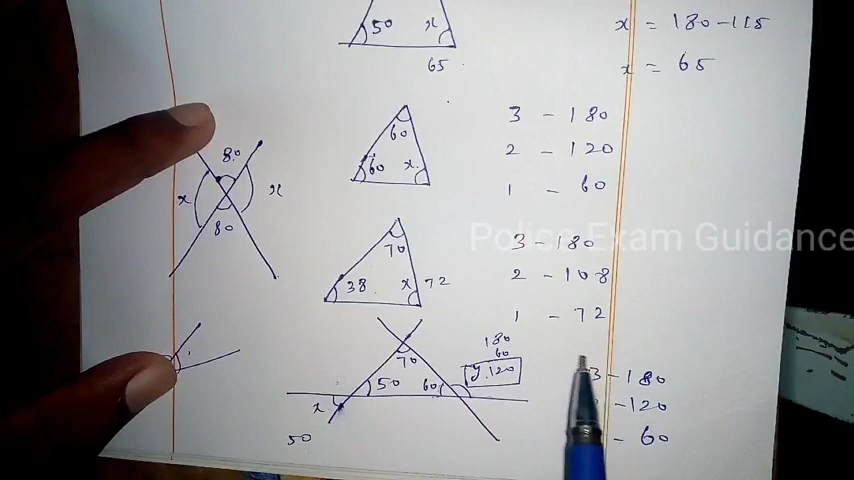 50 x
65
x = 180-115
x = 65
60
60 x
3 - 180
2 - 120
1 - 60
80
x x
80
70
38 x 72
3 - 180
2 - 108
1 - 72
Police Exam Guidance
70
50 60
180
60
y.120
x
50
3 - 180
- 120
- 60